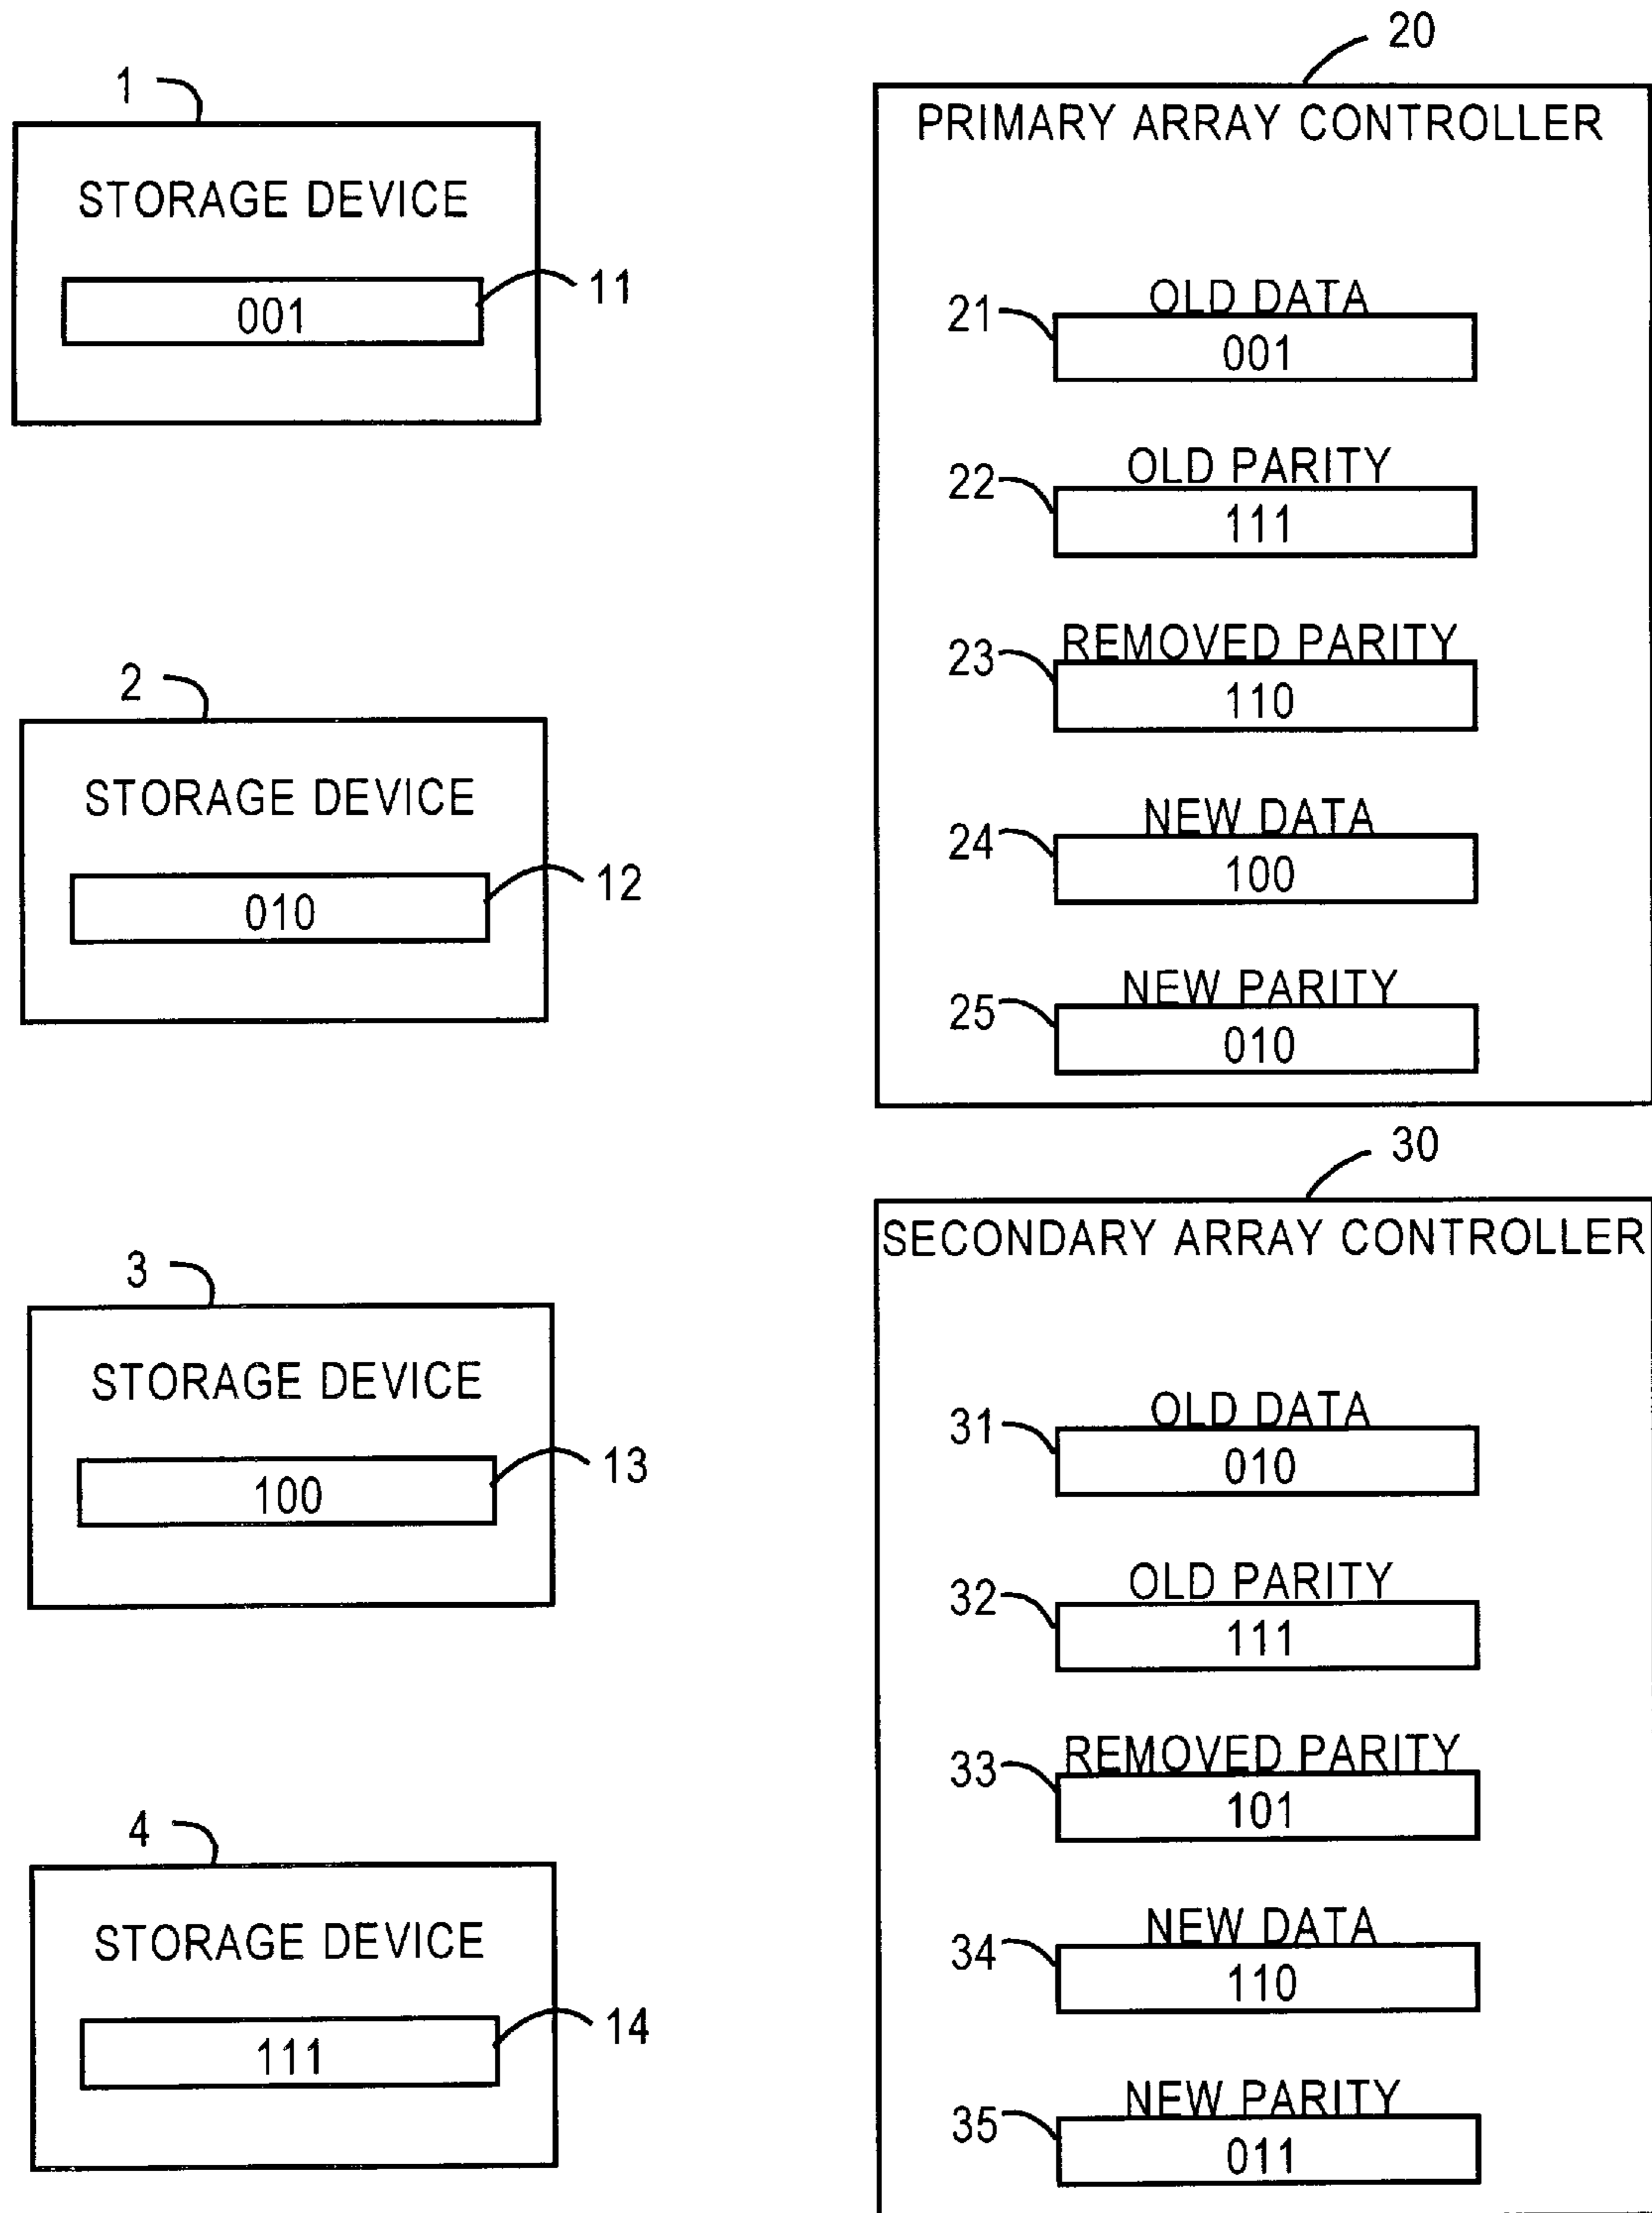 1
STORAGE DEVICE
001
11
2
STORAGE DEVICE
010
12
3
STORAGE DEVICE
100
13
4
STORAGE DEVICE
111
14
20
PRIMARY ARRAY CONTROLLER
OLD DATA
21
001
OLD PARITY
22
111
REMOVED PARITY
23
110
NEW DATA
24
100
NEW PARITY
25
010
30
SECONDARY ARRAY CONTROLLER
OLD DATA
31
010
OLD PARITY
32
111
REMOVED PARITY
33
101
NEW DATA
34
110
NEW PARITY
35
011